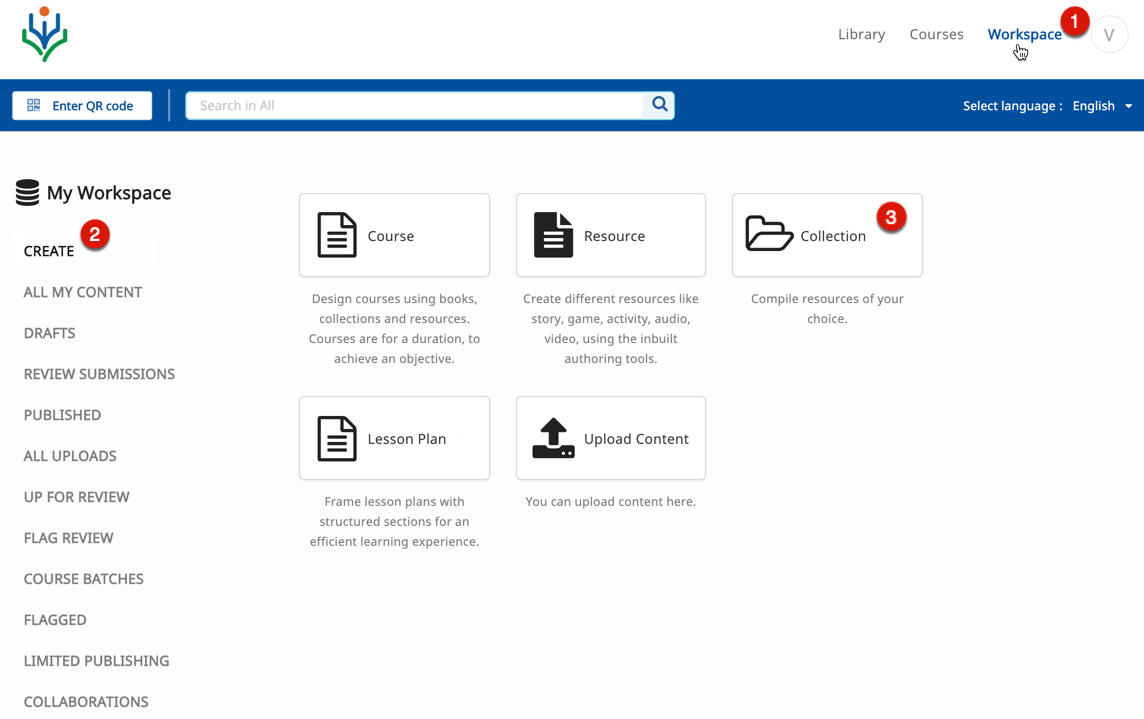 Library
Courses
Workspace
1
V
Enter QR code
Search in All
Select language :
English
My Workspace
CREATE
2
ALL MY CONTENT
DRAFTS
REVIEW SUBMISSIONS
PUBLISHED
ALL UPLOADS
UP FOR REVIEW
FLAG REVIEW
COURSE BATCHES
FLAGGED
LIMITED PUBLISHING
COLLABORATIONS
Course
Design courses using books,
collections and resources.
Courses are for a duration, to
achieve an objective.
Resource
Create different resources like
story, game, activity, audio,
video, using the inbuilt
authoring tools.
Collection
3
Compile resources of your
choice.
Lesson Plan
Frame lesson plans with
structured sections for an
efficient learning experience.
Upload Content
You can upload content here.